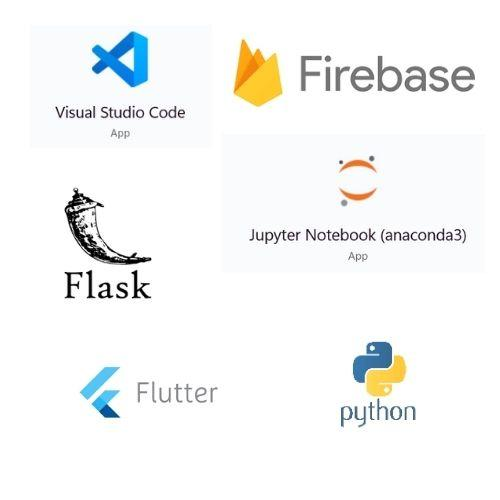 Visual Studio Code
App
Firebase
Jupyter Notebook (anaconda3)
App
Flask
Flutter
python